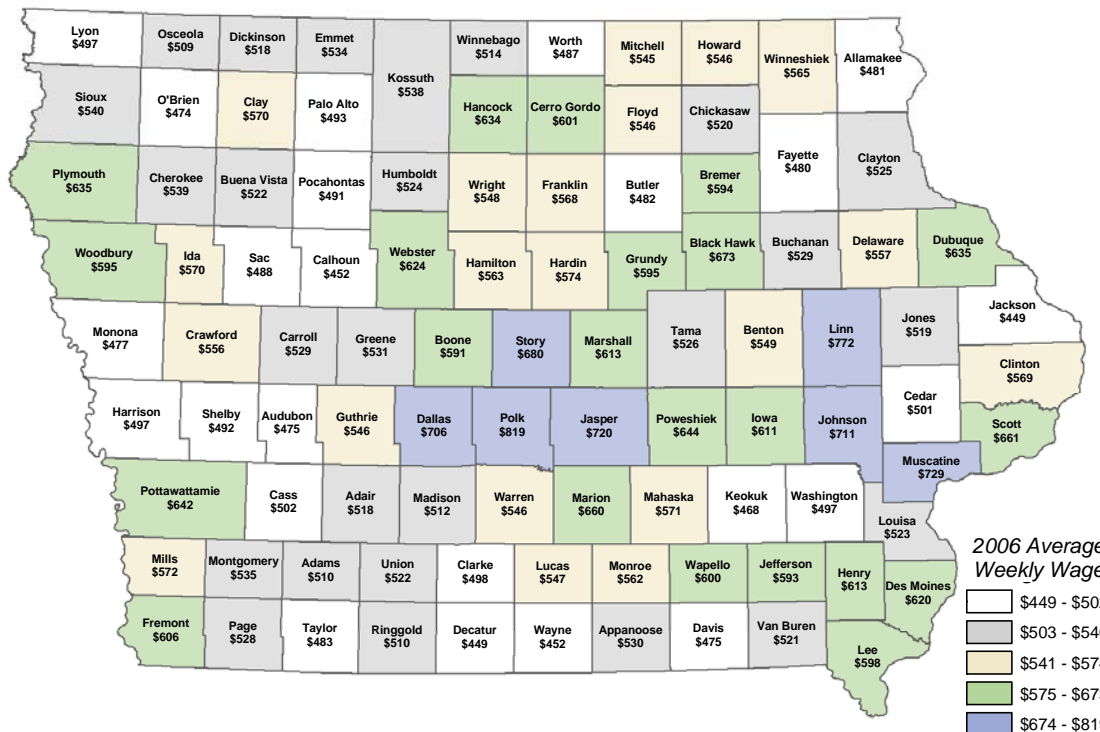 Lyon
$497
Osceola
$509
Dickinson
$518
Emmet
$534
Kossuth
$538
Winnebago
$514
Worth
$487
Mitchell
$545
Howard
$546
Winneshiek
$565
Allamakee
$481
Sioux
$540
O'Brien
$474
Clay
$570
Palo Alto
$493
Hancock
$634
Cerro Gordo
$601
Floyd
$546
Chickasaw
$520
Fayette
$480
Clayton
$525
Plymouth
$635
Cherokee
$539
Buena Vista
$522
Pocahontas
$491
Humboldt
$524
Wright
$548
Franklin
$568
Butler
$482
Bremer
$594
Woodbury
$595
Ida
$570
Sac
$488
Calhoun
$452
Webster
$624
Hamilton
$563
Hardin
$574
Grundy
$595
Black Hawk
$673
Buchanan
$529
Delaware
$557
Dubuque
$635
Monona
$477
Crawford
$556
Carroll
$529
Greene
$531
Boone
$591
Story
$680
Marshall
$613
Tama
$526
Benton
$549
Linn
$772
Jones
$519
Jackson
$449
Clinton
$569
Harrison
$497
Shelby
$492
Audubon
$475
Guthrie
$546
Dallas
$706
Polk
$819
Jasper
$720
Poweshiek
$644
Iowa
$611
Johnson
$711
Cedar
$501
Scott
$661
Muscatine
$729
Pottawattamie
$642
Cass
$502
Adair
$518
Madison
$512
Warren
$546
Marion
$660
Mahaska
$571
Keokuk
$468
Washington
$497
Louisa
$523
Mills
$572
Montgomery
$535
Adams
$510
Union
$522
Clarke
$498
Lucas
$547
Monroe
$562
Wapello
$600
Jefferson
$593
Henry
$613
Des Moines
$620
Fremont
$606
Page
$528
Taylor
$483
Ringgold
$510
Decatur
$449
Wayne
$452
Appanoose
$530
Davis
$475
Van Buren
$521
Lee
$598
2006 Average
Weekly Wage
$449 -
$503 -
$541 -
$575 -
$674 -